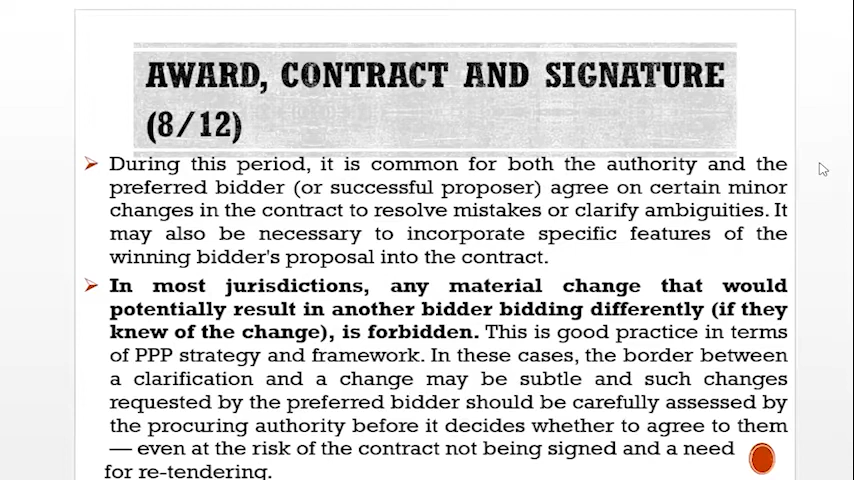 AWARD, CONTRACT AND SIGNATURE
(8/12)
During this period, it is common for both the authority and the
preferred bidder (or successful proposer) agree on certain minor
changes in the contract to resolve mistakes or clarify ambiguities. It
may also be necessary to incorporate specific features of the
winning bidder's proposal into the contract.
In most jurisdictions, any material change that would
potentially result in another bidder bidding differently (if they
knew of the change), is forbidden. This is good practice in terms
of PPP strategy and framework. In these cases, the border between
a clarification and a change may be subtle and such changes
requested by the preferred bidder should be carefully assessed by
the procuring authority before it decides whether to agree to them
— even at the risk of the contract not being signed and a need
for re-tendering.